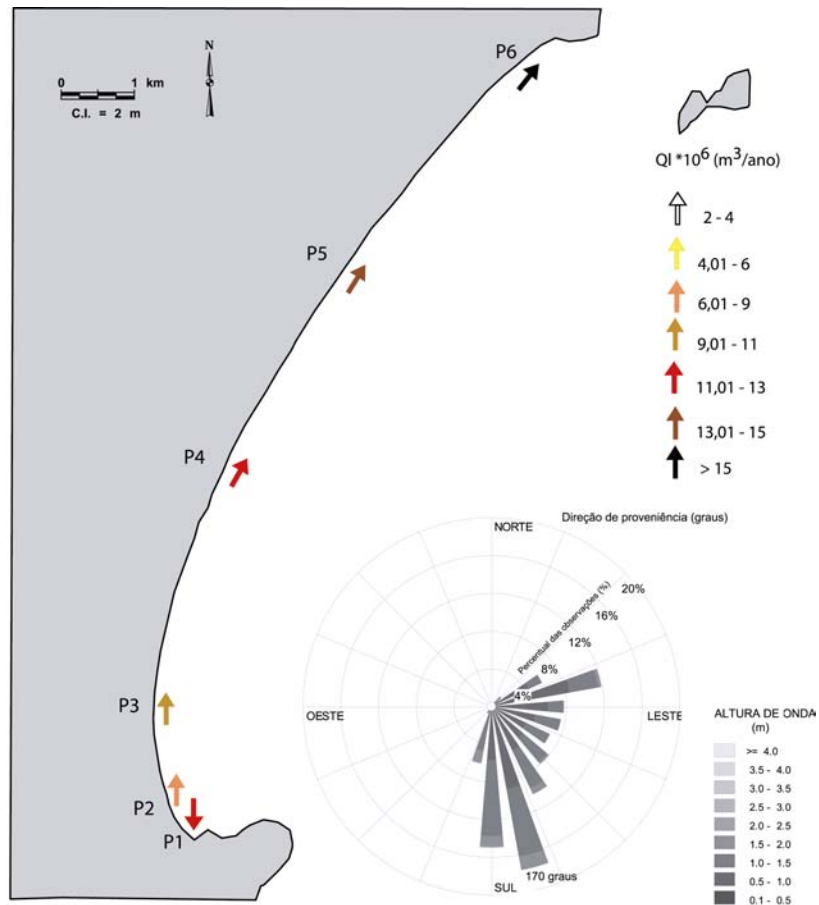 P6
N
0 1 km
C.I. = 2 m
QI *10⁶ (m³/ano)
2 - 4
4,01 - 6
6,01 - 9
9,01 - 11
11,01 - 13
13,01 - 15
> 15
P5
P4
P3
P2
P1
Direção de proveniência (graus)
NORTE
20%
16%
12%
8%
4%
Percentual das observações (%)
OESTE
LESTE
SUL
170 graus
ALTURA DE ONDA
(m)
>= 4.0
3.5 - 4.0
3.0 - 3.5
2.5 - 3.0
2.0 - 2.5
1.5 - 2.0
1.0 - 1.5
0.5 - 1.0
0.1 - 0.5